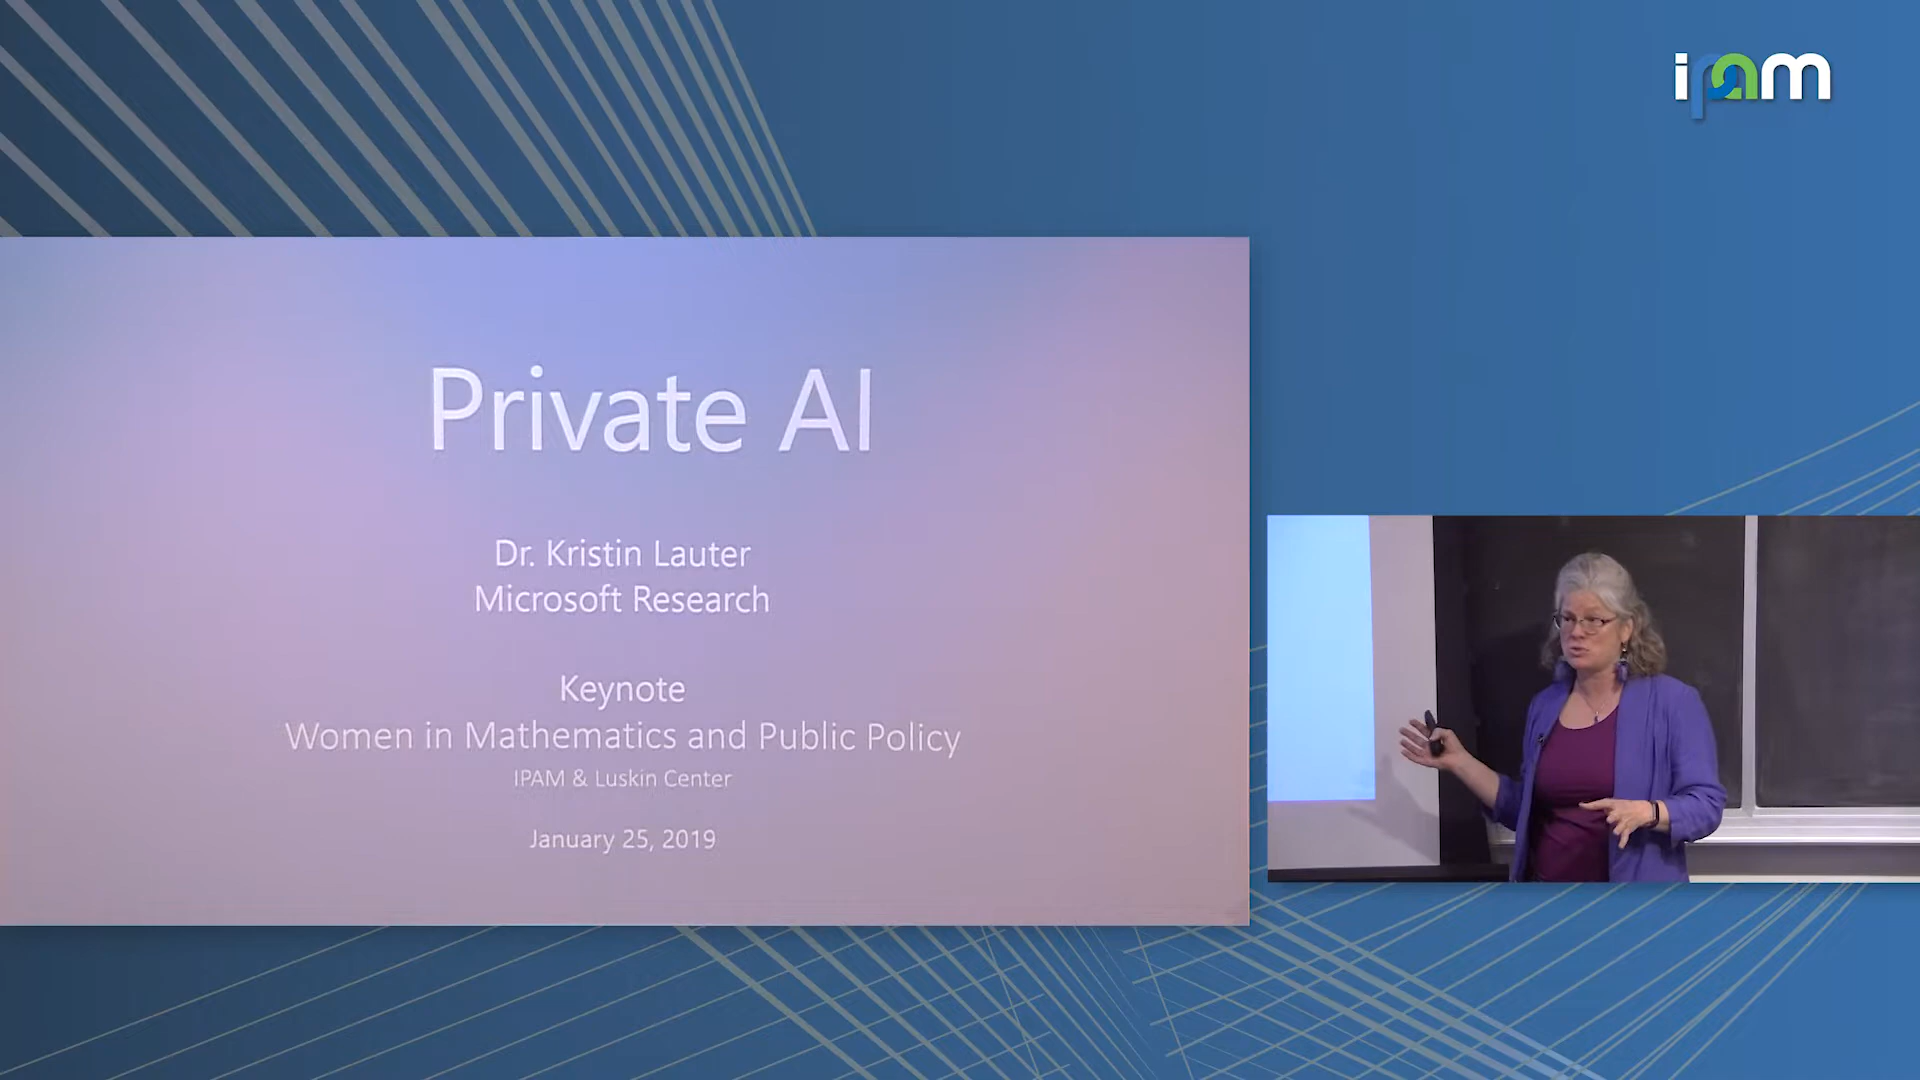 ipam
Private AI
Dr. Kristin Lauter
Microsoft Research
Keynote
Women in Mathematics and Public Policy
IPAM & Luskin Center
January 25, 2019